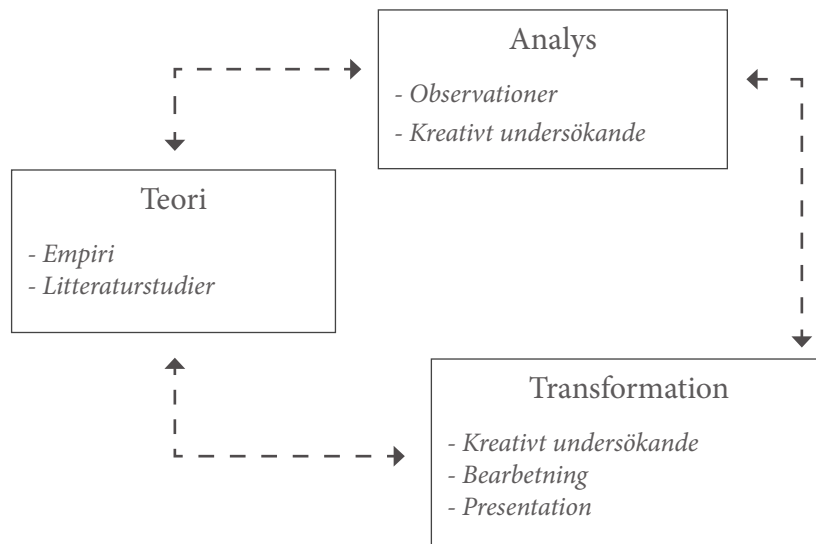 Analys
- Observationer
- Kreativt undersökande
Teori
- Empiri
- Litteraturstudier
Transformation
- Kreativt undersökande
- Bearbetning
- Presentation